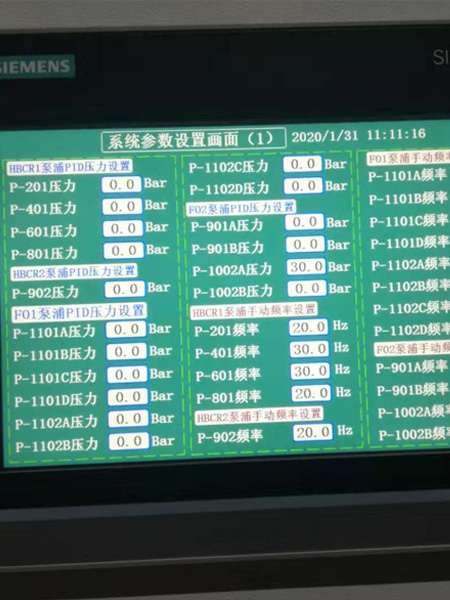 SIEMENS
SI
系统参数设置画面（1）
2020/1/31 11:11:16
HBCR1泵浦PID压力设置
P-201压力 0.0 Bar
P-401压力 0.0 Bar
P-601压力 0.0 Bar
P-801压力 0.0 Bar
HBCR2泵浦PID压力设置
P-902压力 0.0 Bar
FO1泵浦PID压力设置
P-1101A压力 0.0 Bar
P-1101B压力 0.0 Bar
P-1101C压力 0.0 Bar
P-1101D压力 0.0 Bar
P-1102A压力 0.0 Bar
P-1102B压力 0.0 Bar
P-1102C压力 0.0 Bar
P-1102D压力 0.0 Bar
FO2泵浦PID压力设置
P-901A压力 0.0 Bar
P-901B压力 0.0 Bar
P-1002A压力 30.0 Bar
P-1002B压力 0.0 Bar
HBCR1泵浦手动频率设置
P-201频率 20.0 Hz
P-401频率 30.0 Hz
P-601频率 30.0 Hz
P-801频率 20.0 Hz
HBCR2泵浦手动频率设置
P-902频率 20.0 Hz
FO1泵浦手动频率
P-1101A频率
P-1101B频率
P-1101C频率
P-1101D频率
P-1102A频率
P-1102B频率
P-1102C频率
P-1102D频率
FO2泵浦手动频
P-901A频率
P-901B频率
P-1002A频率
P-1002B频率